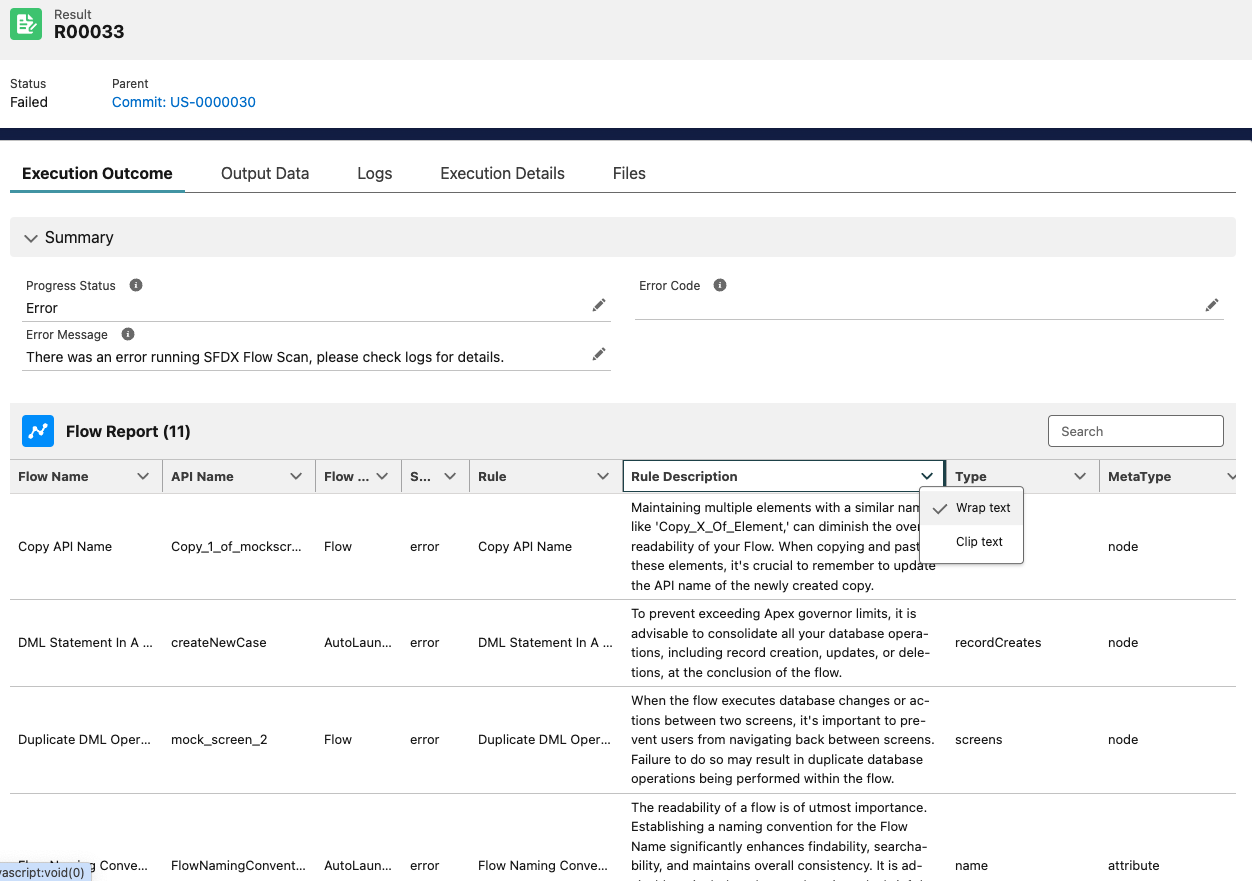 Result
R00033
Status
Parent
Failed
Commit: US-0000030
Execution Outcome
Output Data
Logs
Execution Details
Files
Summary
Progress Status
Error Code
Error
Error Message
There was an error running SFDX Flow Scan, please check logs for details.
Flow Report (11)
Search
Flow Name
API Name
Flow ...
S...
Rule
Rule Description
Type
MetaType
Wrap text
Clip text
Copy API Name
Copy_1_of_mockscr...
Flow
error
Copy API Name
Maintaining multiple elements with a similar
like 'Copy_X_Of_Element,' can diminish the
readability of your Flow. When copying and
these elements, it's crucial to remember to update
the API name of the newly created copy.
node
DML Statement In A ...
createNewCase
AutoLaun...
error
DML Statement In A ...
To prevent exceeding Apex governor limits, it is
advisable to consolidate all your database opera-
tions, including record creation, updates, or dele-
tions, at the conclusion of the flow.
recordCreates
node
Duplicate DML Oper...
mock_screen_2
Flow
error
Duplicate DML Oper...
When the flow executes database changes or ac-
tions between two screens, it's important to pre-
vent users from navigating back between screens.
Failure to do so may result in duplicate database
operations being performed within the flow.
screens
node
Conve...
FlowNamingConvent...
AutoLaun...
error
Flow Naming Conve...
The readability of a flow is of utmost importance.
Establishing a naming convention for the Flow
Name significantly enhances findability, searcha-
bility, and maintains overall consistency. It is ad-
name
attribute
vascript:void(0)